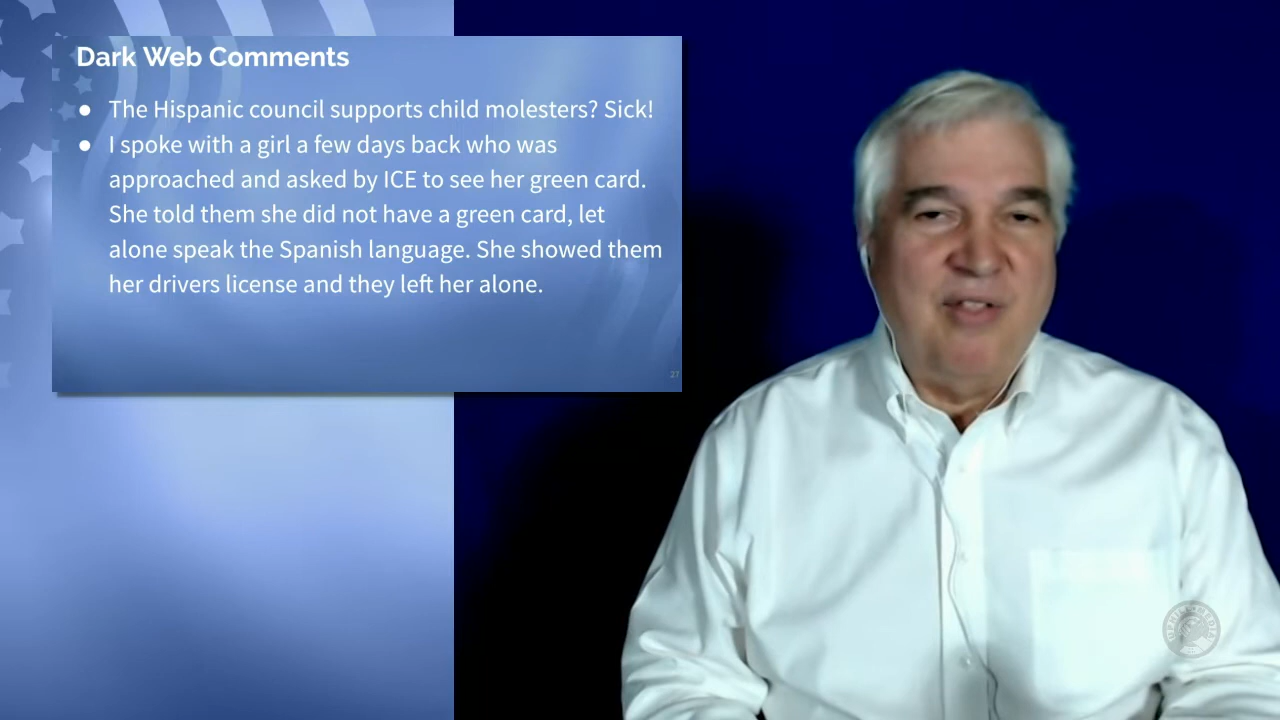 Dark Web Comments
● The Hispanic council supports child molesters? Sick!
● I spoke with a girl a few days back who was
approached and asked by ICE to see her green card.
She told them she did not have a green card, let
alone speak the Spanish language. She showed them
her drivers license and they left her alone.
27